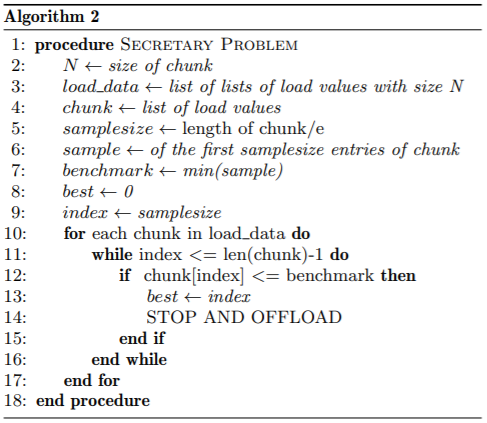 Algorithm 2
1: procedure SECRETARY PROBLEM
2: N ← size of chunk
3: load_data ← list of lists of load values with size N
4: chunk ← list of load values
5: samplesize ← length of chunk/e
6: sample ← of the first samplesize entries of chunk
7: benchmark ← min(sample)
8: best ← 0
9: index ← samplesize
10: for each chunk in load_data do
11: while index <= len(chunk)-1 do
12: if chunk[index] <= benchmark then
13: best ← index
14: STOP AND OFFLOAD
15: end if
16: end while
17: end for
18: end procedure